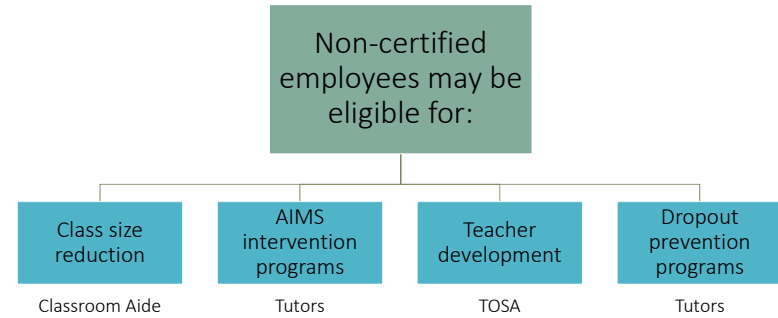 Non-certified
employees may be
eligible for:
Class size
reduction
AIMS
intervention
programs
Teacher
development
Dropout
prevention
programs
Classroom Aide
Tutors
TOSA
Tutors